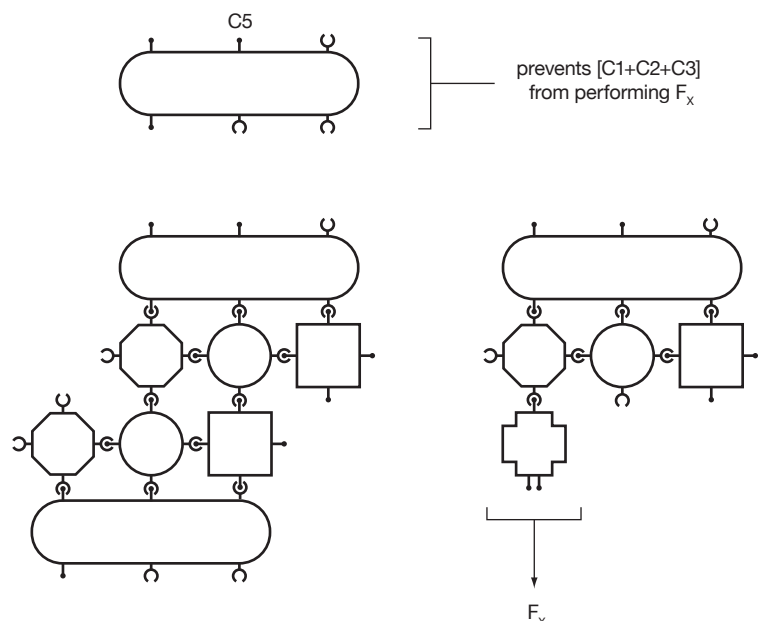 C5
prevents [C1+C2+C3]
from performing Fx
Fx